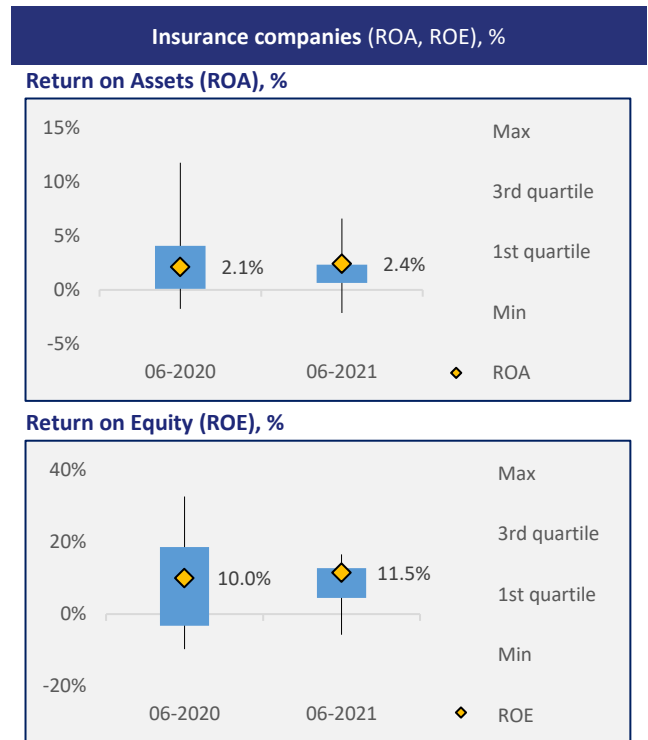 Insurance companies (ROA, ROE), %
Return on Assets (ROA), %
15%
10%
5%
0%
-5%
2.1%
2.4%
06-2020
06-2021
Max
3rd quartile
1st quartile
Min
ROA
Return on Equity (ROE), %
40%
20%
0%
-20%
10.0%
11.5%
06-2020
06-2021
Max
3rd quartile
1st quartile
Min
ROE